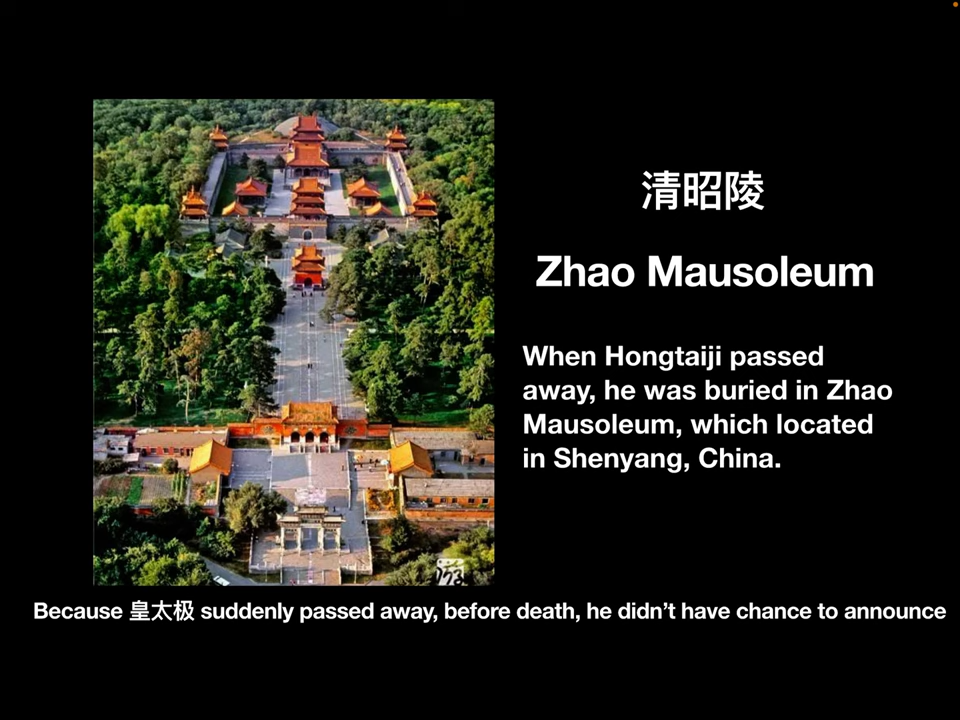 清昭陵
Zhao Mausoleum
When Hongtaiji passed
away, he was buried in Zhao
Mausoleum, which located
in Shenyang, China.
Because 皇太极 suddenly passed away, before death, he didn’t have chance to announce